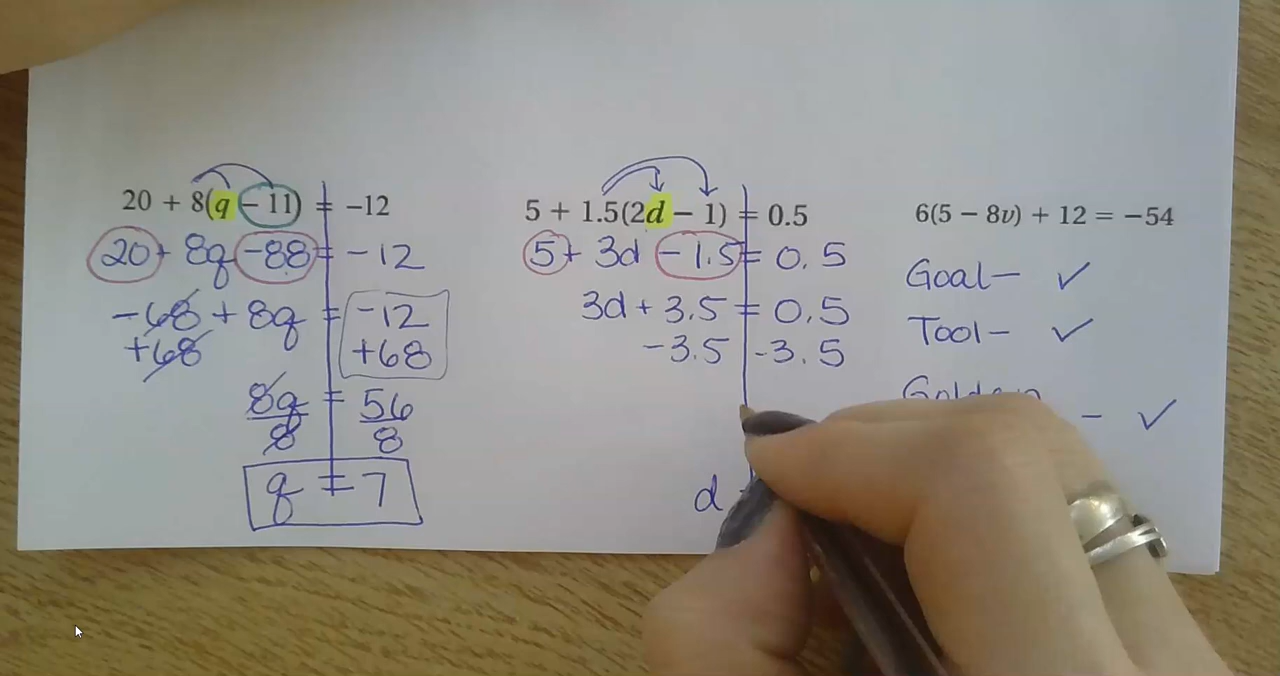 20 + 8(q − 11) = −12
20 + 8q − 88 = −12
−68 + 8q = −12
+68 +68
8q = 56
8 8
q = 7
5 + 1.5(2d − 1) = 0.5
5 + 3d − 1.5 = 0.5
3d + 3.5 = 0.5
−3.5 −3.5
d
6(5 − 8v) + 12 = −54
Goal − ✓
Tool − ✓
Golden
− ✓